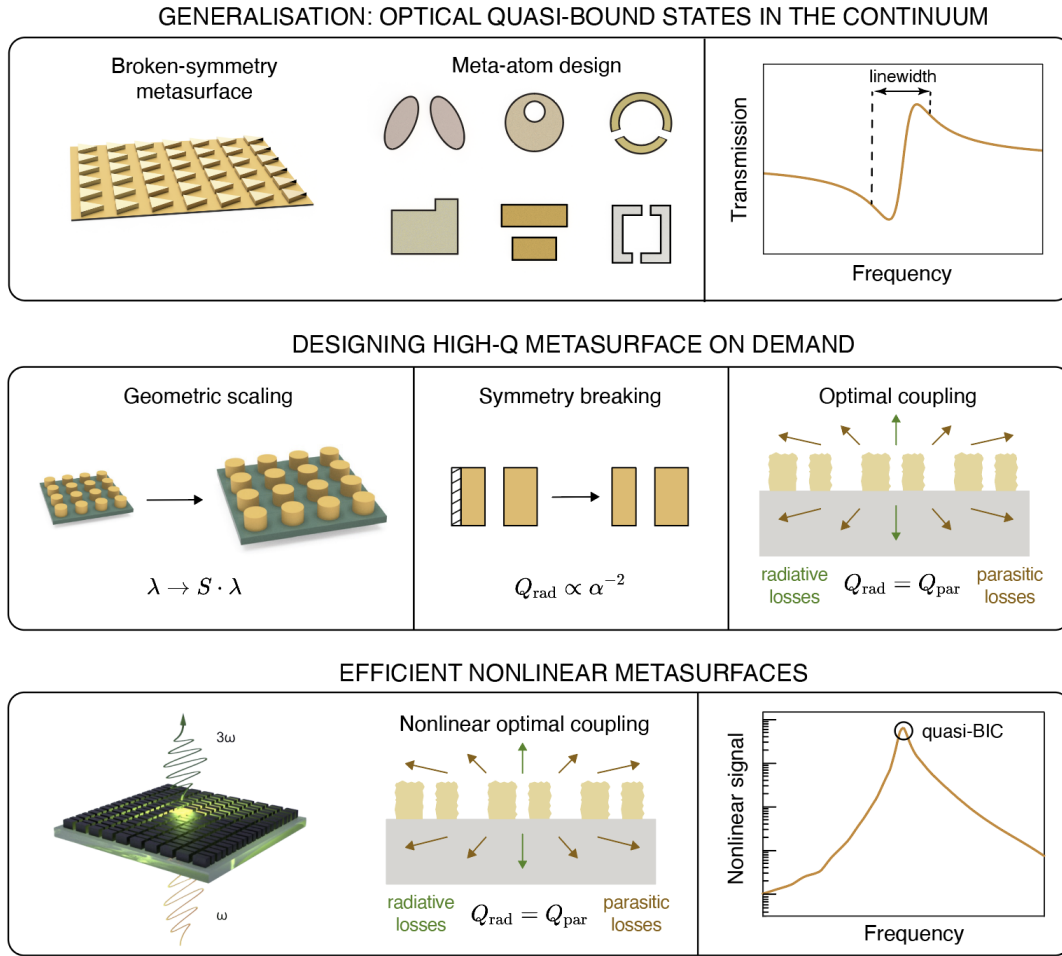 GENERALISATION: OPTICAL QUASI-BOUND STATES IN THE CONTINUUM
Broken-symmetry
metasurface
Meta-atom design
linewidth
Transmission
Frequency
DESIGNING HIGH-Q METASURFACE ON DEMAND
Geometric scaling
λ → S · λ
Symmetry breaking
Q_rad ∝ α⁻²
Optimal coupling
radiative
losses
Q_rad = Q_par
parasitic
losses
EFFICIENT NONLINEAR METASURFACES
3ω
ω
Nonlinear optimal coupling
radiative
losses
Q_rad = Q_par
parasitic
losses
quasi-BIC
Nonlinear signal
Frequency